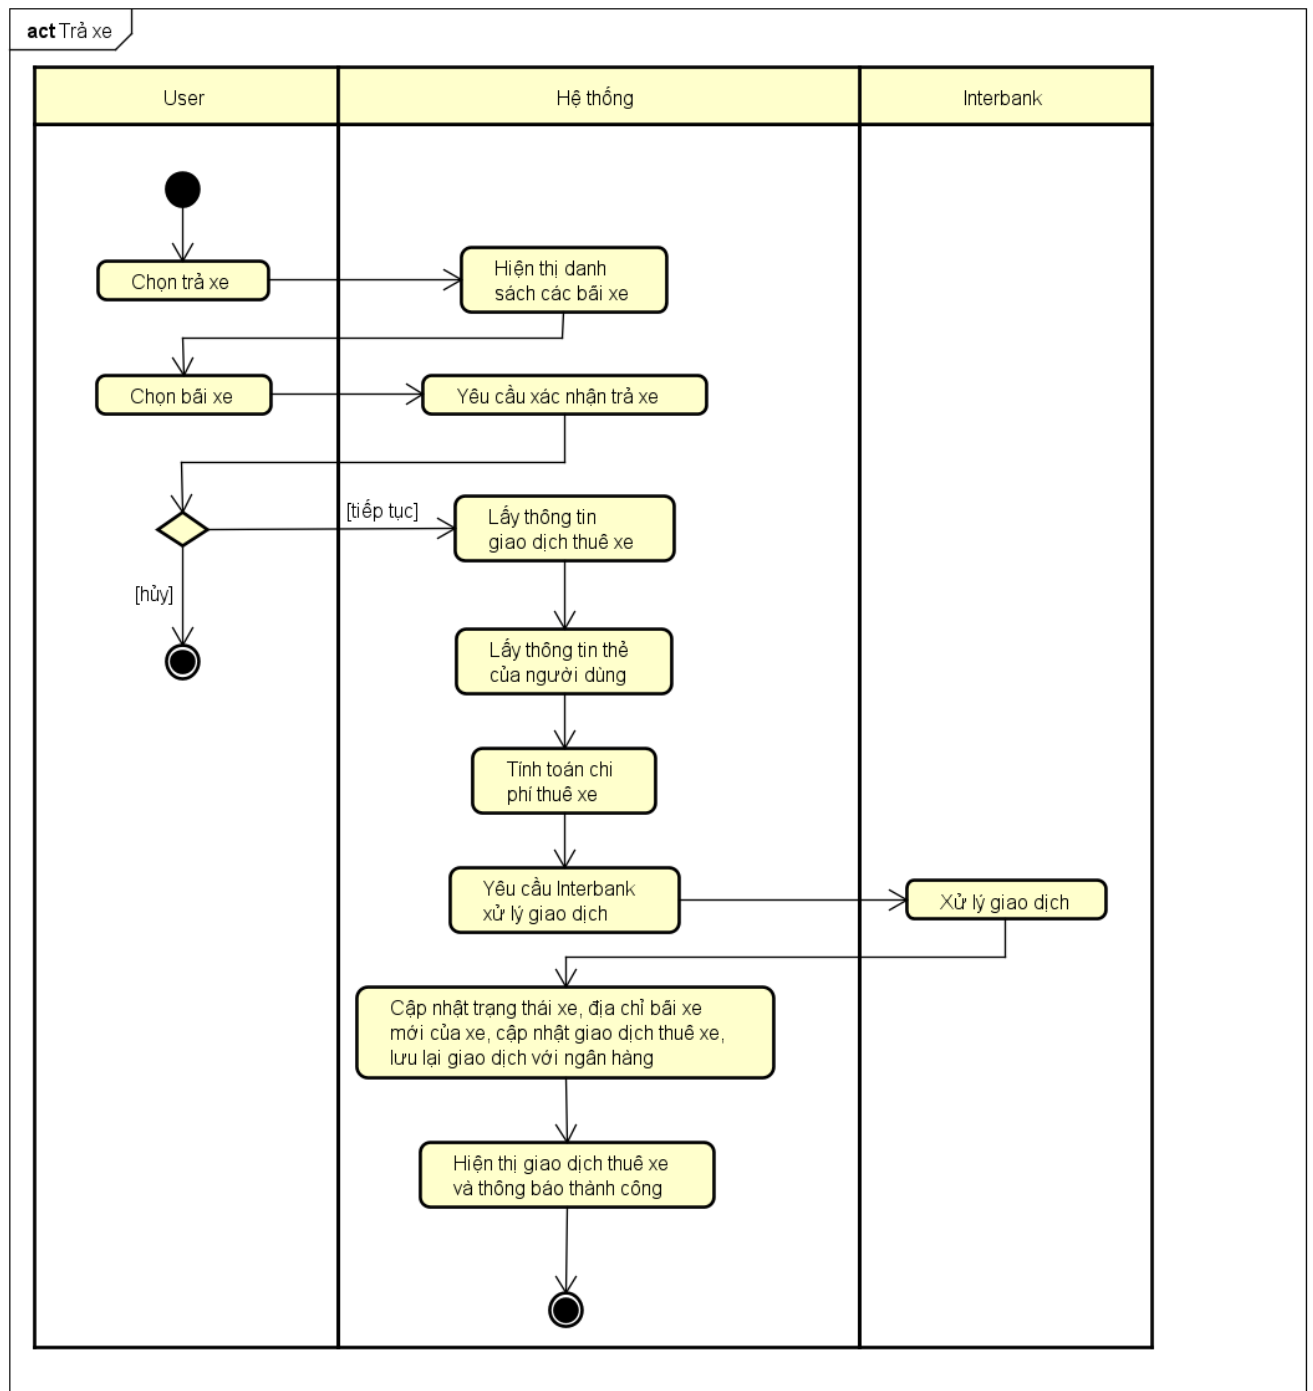 act Trả xe
User
Hệ thống
Interbank
Chọn trả xe
Hiện thị danh
sách các bãi xe
Chọn bãi xe
Yêu cầu xác nhận trả xe
[tiếp tục]
Lấy thông tin
giao dịch thuê xe
[hủy]
Lấy thông tin thẻ
của người dùng
Tính toán chi
phí thuê xe
Yêu cầu Interbank
xử lý giao dịch
Xử lý giao dịch
Cập nhật trạng thái xe, địa chỉ bãi xe
mới của xe, cập nhật giao dịch thuê xe,
lưu lại giao dịch với ngân hàng
Hiện thị giao dịch thuê xe
và thông báo thành công